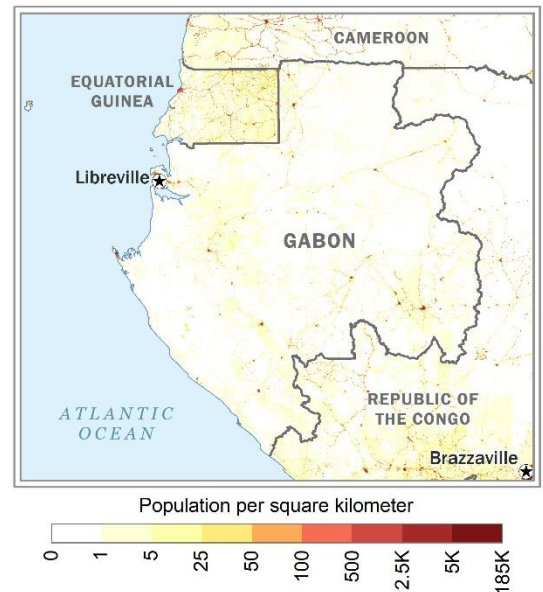 CAMEROON
EQUATORIAL
GUINEA
Libreville
GABON
ATLANTIC
OCEAN
REPUBLIC OF
THE CONGO
Brazzaville
Population per square kilometer
0
1
5
25
50
100
500
2.5K
5K
185K